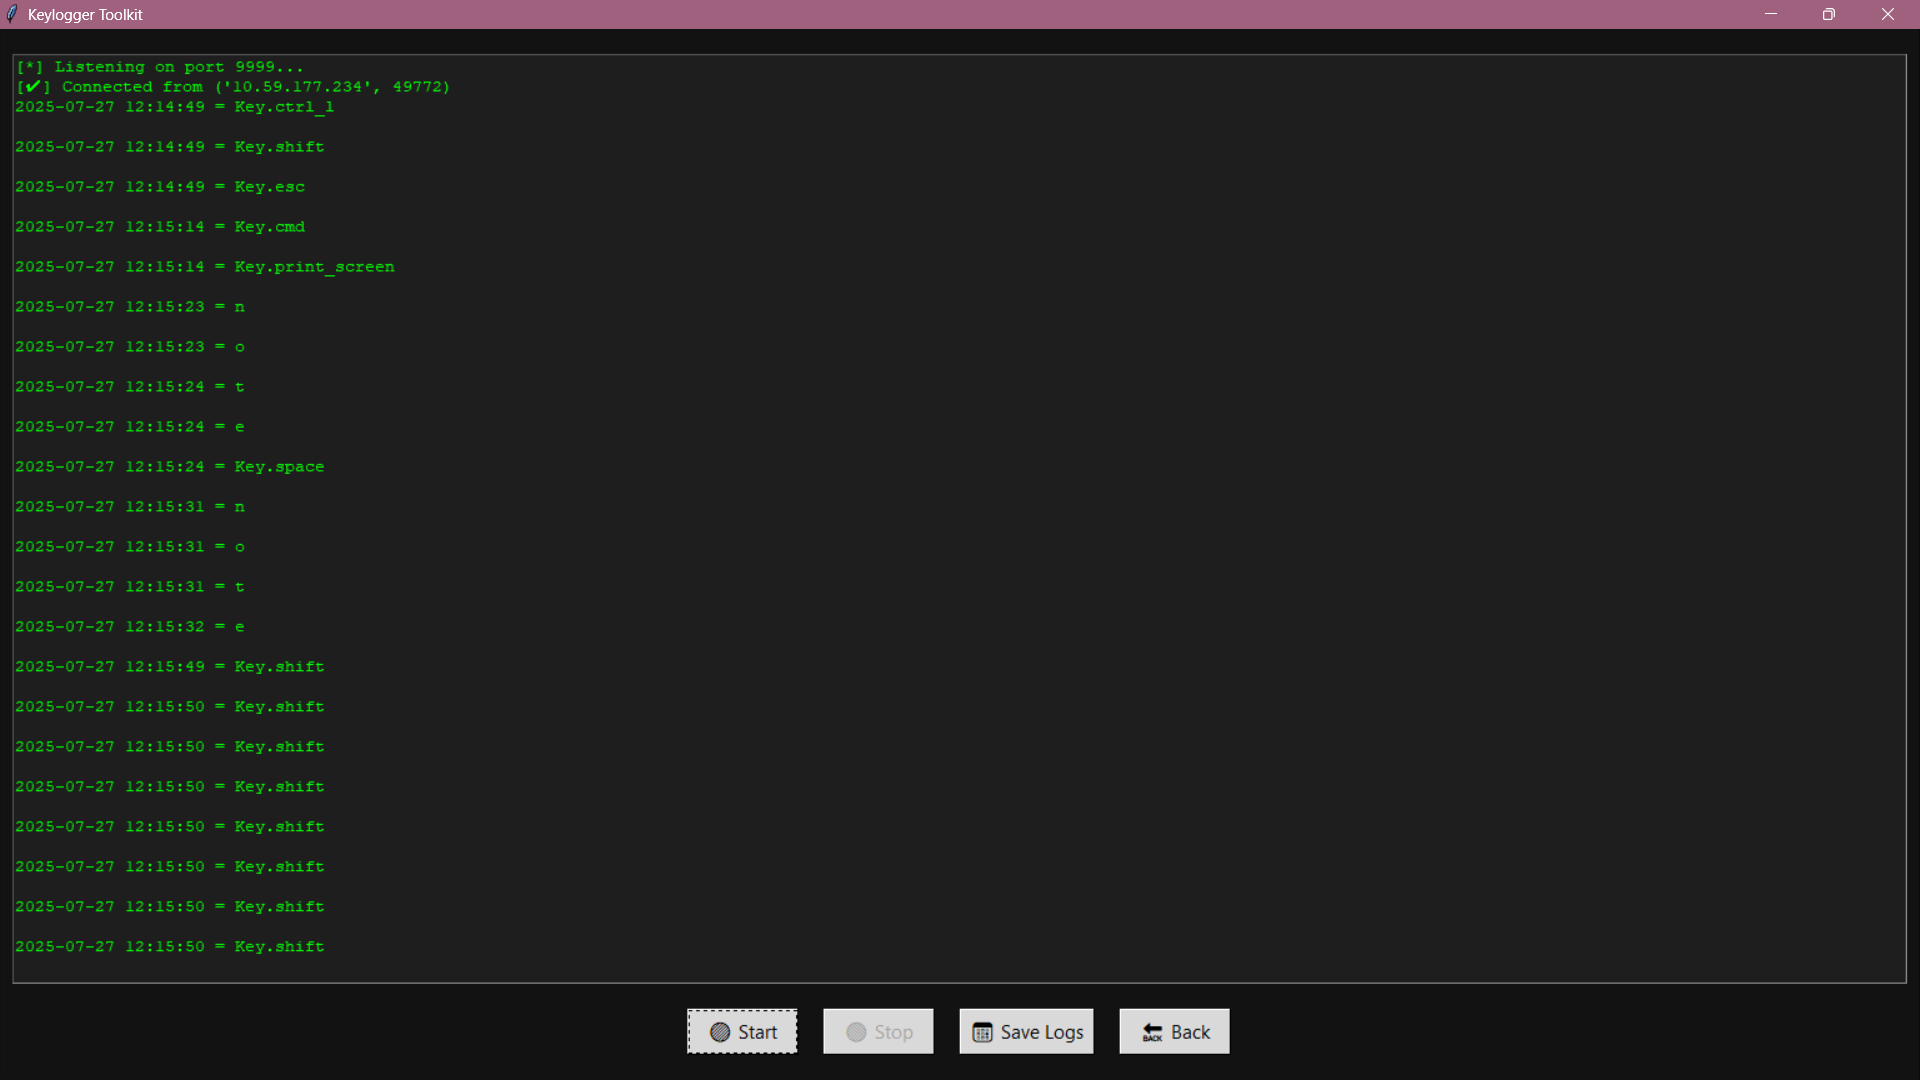 Keylogger Toolkit
[*] Listening on port 9999...
[✔] Connected from ('10.59.177.234', 49772)
2025-07-27 12:14:49 = Key.ctrl_l
2025-07-27 12:14:49 = Key.shift
2025-07-27 12:14:49 = Key.esc
2025-07-27 12:15:14 = Key.cmd
2025-07-27 12:15:14 = Key.print_screen
2025-07-27 12:15:23 = n
2025-07-27 12:15:23 = o
2025-07-27 12:15:24 = t
2025-07-27 12:15:24 = e
2025-07-27 12:15:24 = Key.space
2025-07-27 12:15:31 = n
2025-07-27 12:15:31 = o
2025-07-27 12:15:31 = t
2025-07-27 12:15:32 = e
2025-07-27 12:15:49 = Key.shift
2025-07-27 12:15:50 = Key.shift
2025-07-27 12:15:50 = Key.shift
2025-07-27 12:15:50 = Key.shift
2025-07-27 12:15:50 = Key.shift
2025-07-27 12:15:50 = Key.shift
2025-07-27 12:15:50 = Key.shift
2025-07-27 12:15:50 = Key.shift
Start
Stop
Save Logs
BACK Back